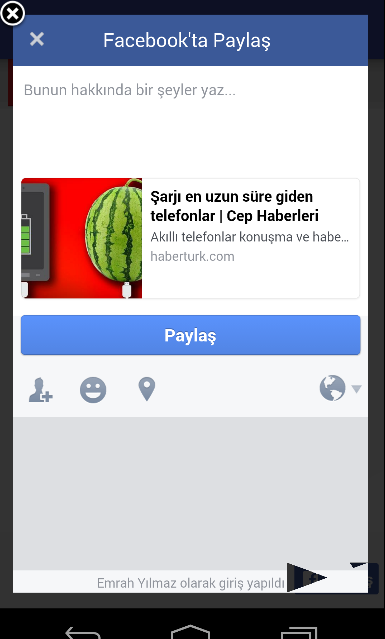 Facebook'ta Paylaş
Bunun hakkında bir şeyler yaz...
Şarjı en uzun süre giden
telefonlar | Cep Haberleri
Akıllı telefonlar konuşma ve habe...
haberturk.com
Paylaş
Emrah Yılmaz olarak giriş yapıldı